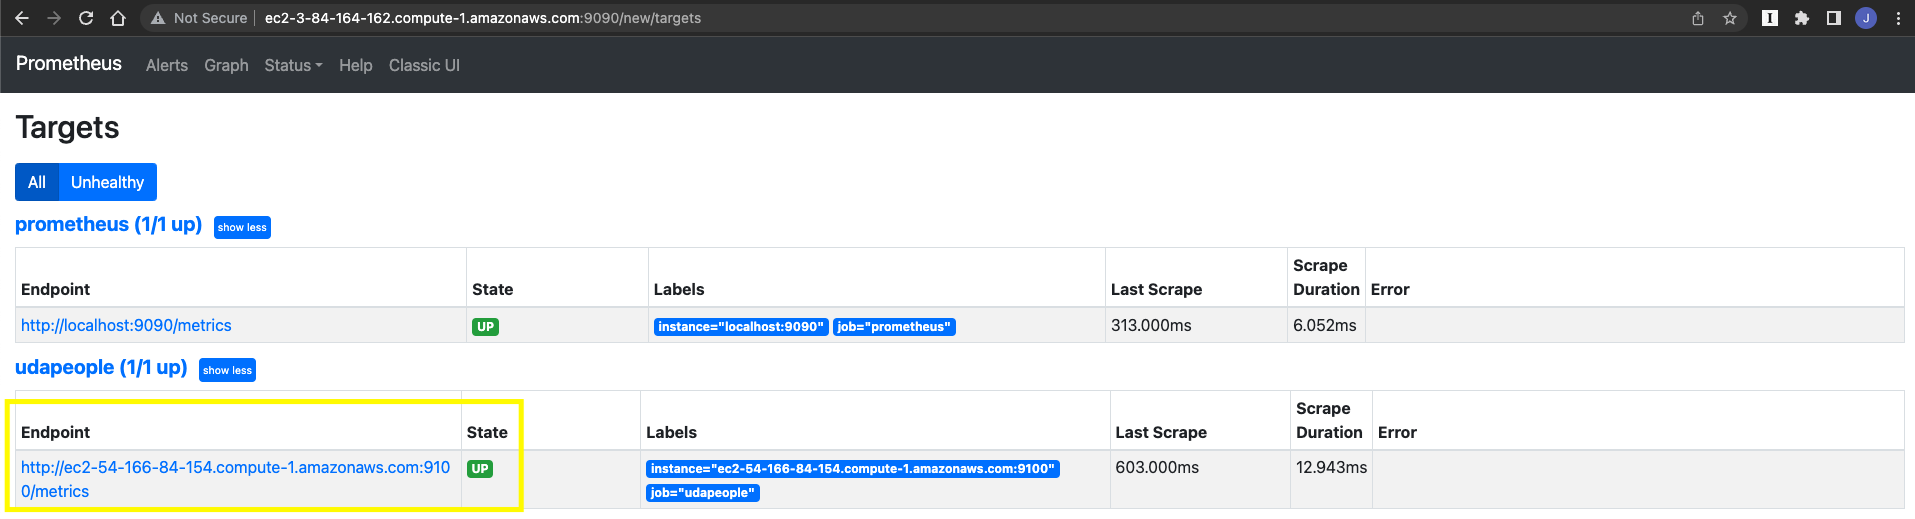 Not Secure | ec2-3-84-164-162.compute-1.amazonaws.com:9090/new/targets
J
Prometheus Alerts Graph Status Help Classic UI
Targets
All Unhealthy
prometheus (1/1 up) show less
Scrape
Endpoint State Labels Last Scrape Duration Error
http://localhost:9090/metrics UP instance="localhost:9090" job="prometheus" 313.000ms 6.052ms
udapeople (1/1 up) show less
Scrape
Endpoint State Labels Last Scrape Duration Error
http://ec2-54-166-84-154.compute-1.amazonaws.com:910 UP instance="ec2-54-166-84-154.compute-1.amazonaws.com:9100" 603.000ms 12.943ms
0/metrics job="udapeople"